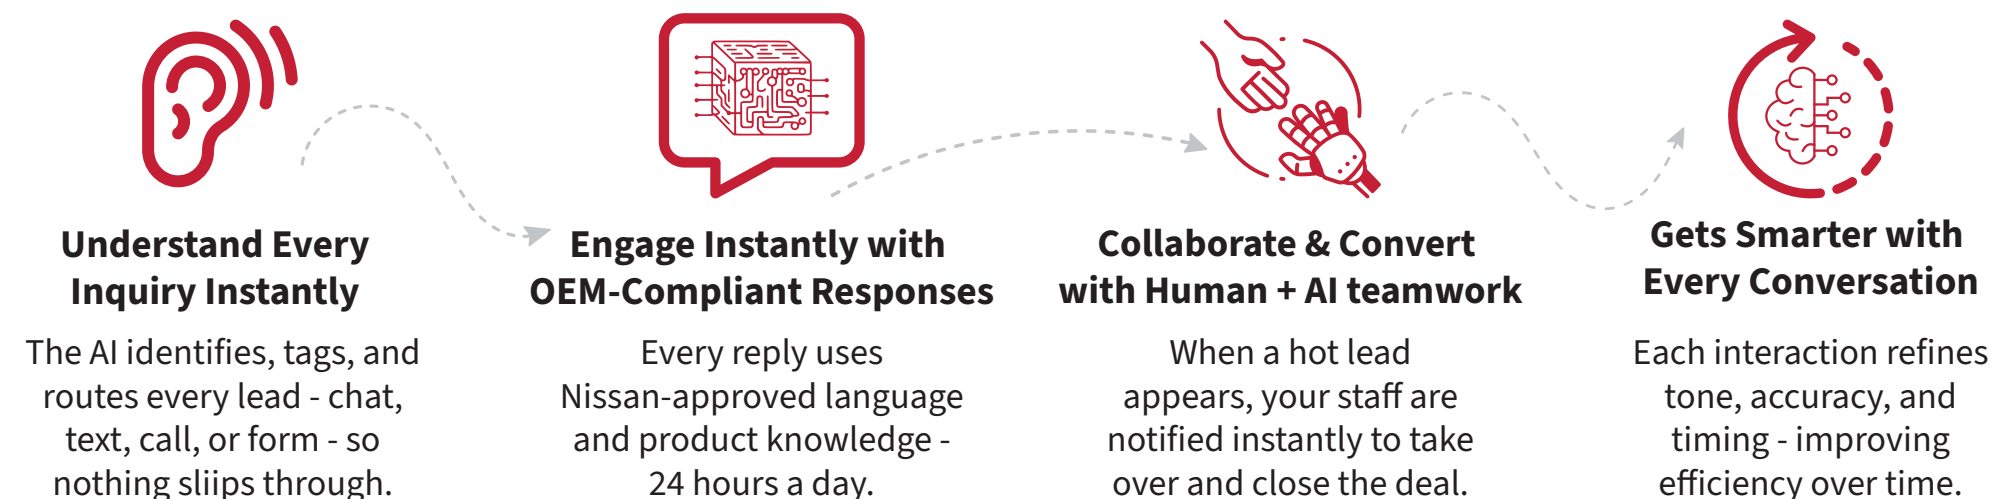 Understand Every
Inquiry Instantly
The AI identifies, tags, and
routes every lead - chat,
text, call, or form - so
nothing sliips through.
Engage Instantly with
OEM-Compliant Responses
Every reply uses
Nissan-approved language
and product knowledge -
24 hours a day.
Collaborate & Convert
with Human + AI teamwork
When a hot lead
appears, your staff are
notified instantly to take
over and close the deal.
Gets Smarter with
Every Conversation
Each interaction refines
tone, accuracy, and
timing - improving
efficiency over time.